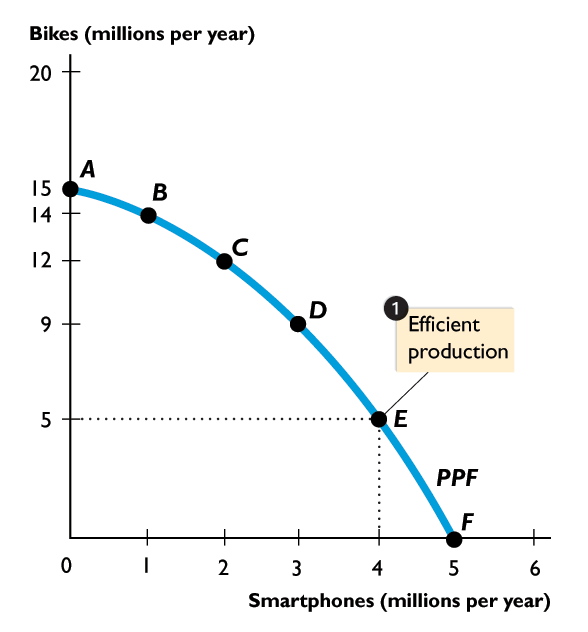 Bikes (millions per year)
20
A
15
B
14
C
12
D
9
1
Efficient
production
5
E
PPF
F
0
1
2
3
4
5
6
Smartphones (millions per year)